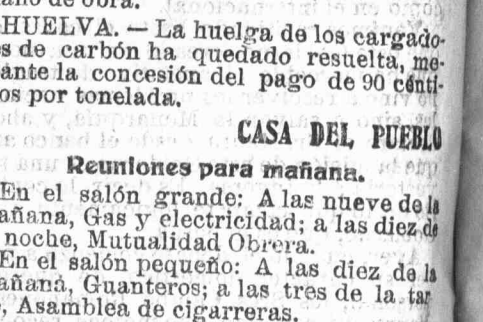 ano de obra.
HUELVA. — La huelga de los cargado-
s de carbón ha quedado resuelta, me-
ante la concesión del pago de 90 cénti-
os por tonelada.
CASA DEL PUEBLO
Reuniones para mañana.
En el salón grande: A las nueve de la
añana, Gas y electricidad; a las diez de
noche, Mutualidad Obrera.
En el salón pequeño: A las diez de la
añana, Guanteros; a las tres de la tar
, Asamblea de cigarreras.